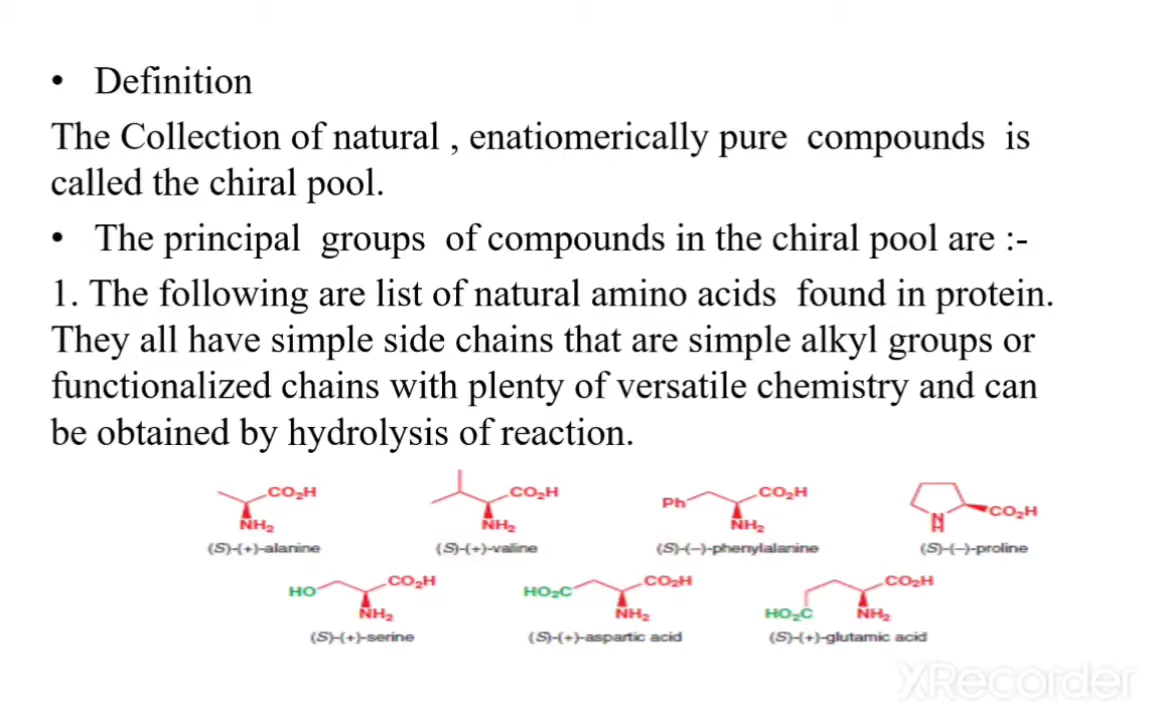 • Definition
The Collection of natural , enatiomerically pure compounds is
called the chiral pool.
• The principal groups of compounds in the chiral pool are :-
1. The following are list of natural amino acids found in protein.
They all have simple side chains that are simple alkyl groups or
functionalized chains with plenty of versatile chemistry and can
be obtained by hydrolysis of reaction.
CO₂H CO₂H Ph CO₂H CO₂H
NH₂ NH₂ NH₂ N H
(S)-(+)-alanine (S)-(+)-valine (S)-(–)-phenylalanine (S)-(–)-proline
HO CO₂H HO₂C CO₂H CO₂H
NH₂ NH₂ HO₂C NH₂
(S)-(+)-serine (S)-(+)-aspartic acid (S)-(+)-glutamic acid
XRecorder